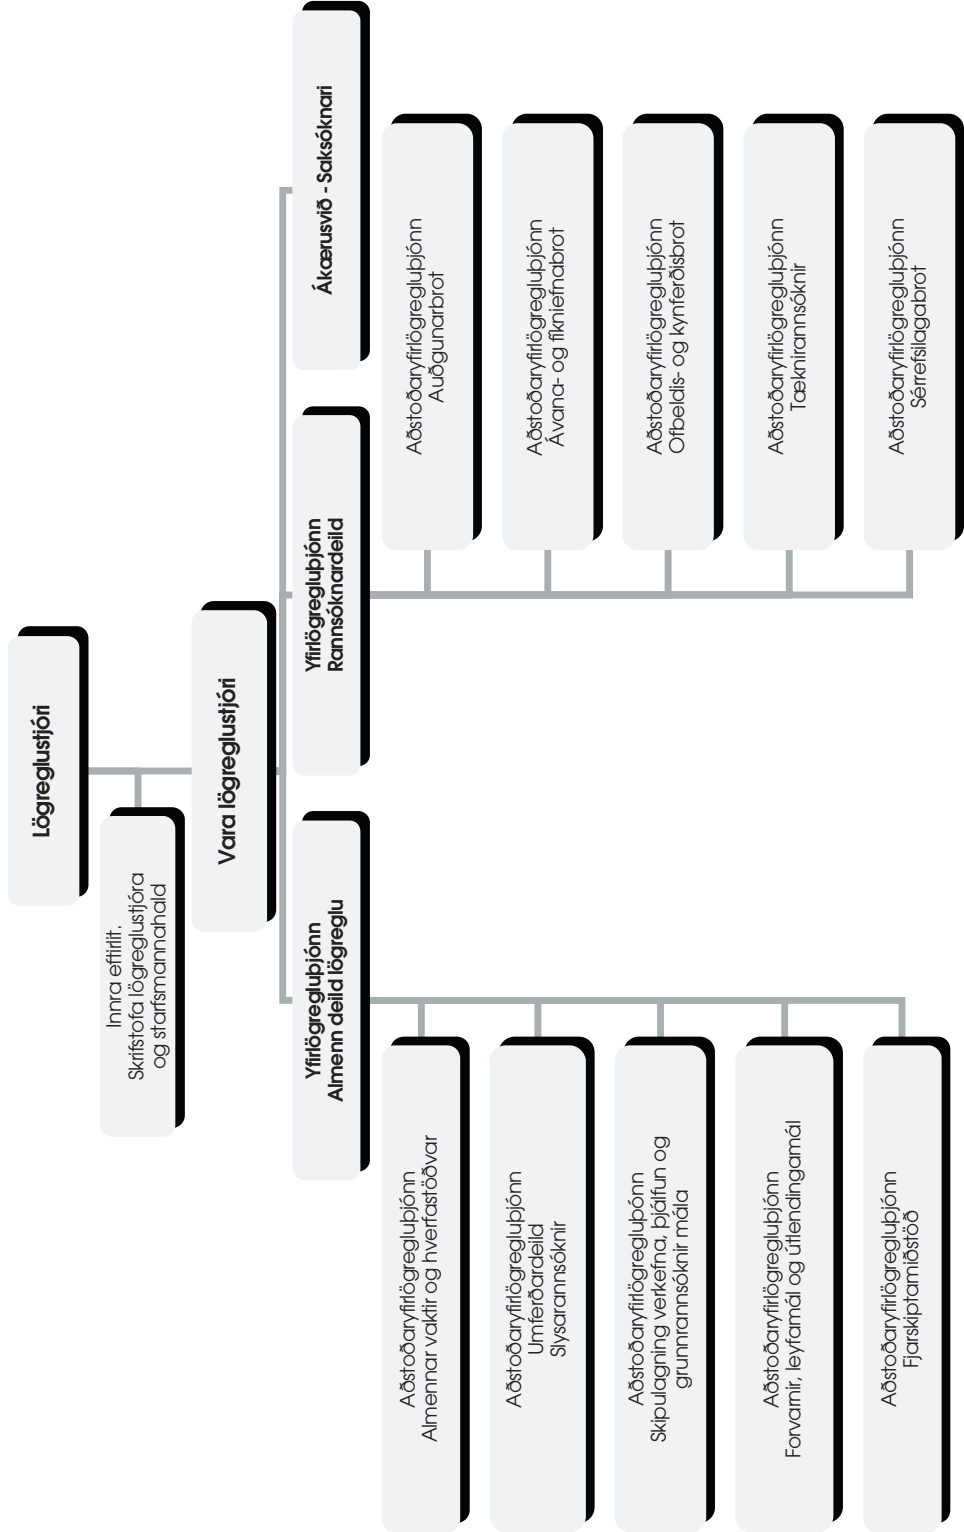 Lögreglustjóri
Innra eftirlit.
Skrifstofa lögreglustjóra
og starfsmannahald
Vara lögreglustjóri
Yfirlögregluþjónn
Almenn deild lögreglu
Yfirlögregluþjónn
Rannsóknardeild
Ákærusvið - Saksóknari
Aðstoðaryfirlögregluþjónn
Almennar vaktir og hverfastöðvar
Aðstoðaryfirlögregluþjónn
Umferðardeild
Slysarannsóknir
Aðstoðaryfirlögregluþónn
Skipulagning verkefna, þjálfun og
grunnrannsóknir mála
Aðstoðaryfirlögregluþjónn
Forvarnir, leyfamál og útlendingamál
Aðstoðaryfirlögregluþjónn
Fjarskiptamiðstöð
Aðstoðaryfirlögregluþjónn
Auðgunarbrot
Aðstoðaryfirlögregluþjónn
Ávana- og fíkniefnabrot
Aðstoðaryfirlögregluþjónn
Ofbeldis- og kynferðisbrot
Aðstoðaryfirlögregluþjónn
Tæknirannsóknir
Aðstoðaryfirlögregluþjónn
Sérrefsilagabrot